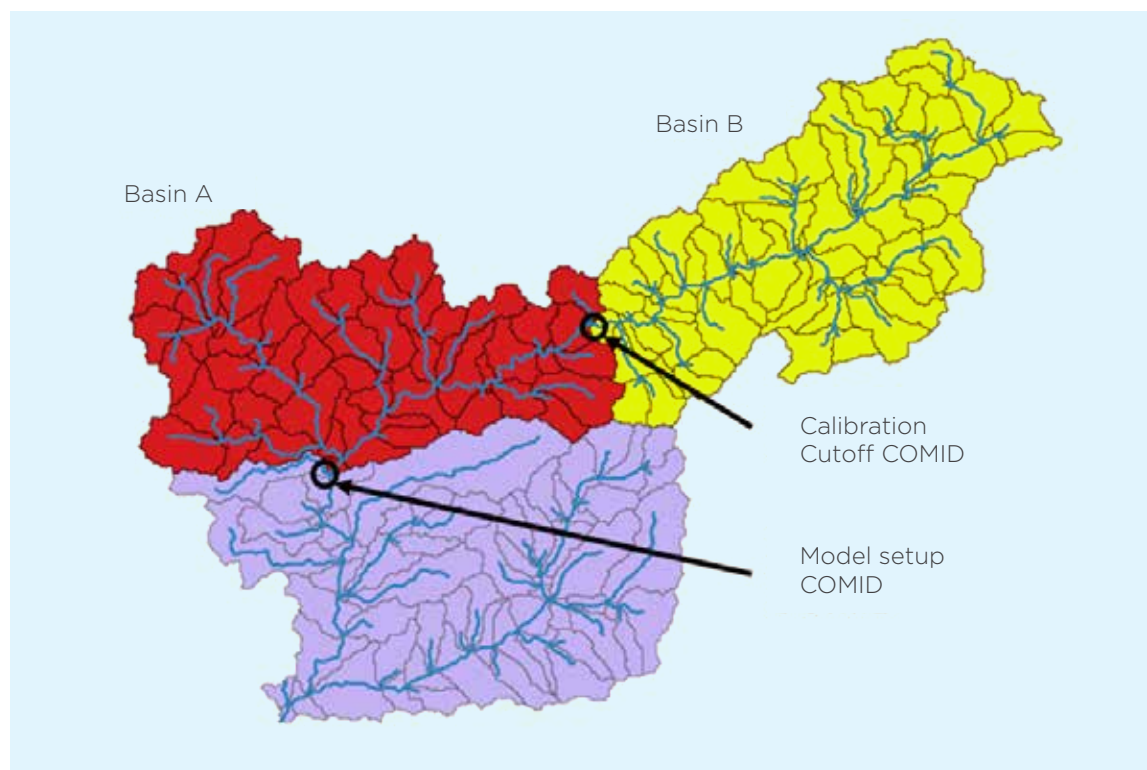 Basin B
Basin A
Calibration
Cutoff COMID
Model setup
COMID